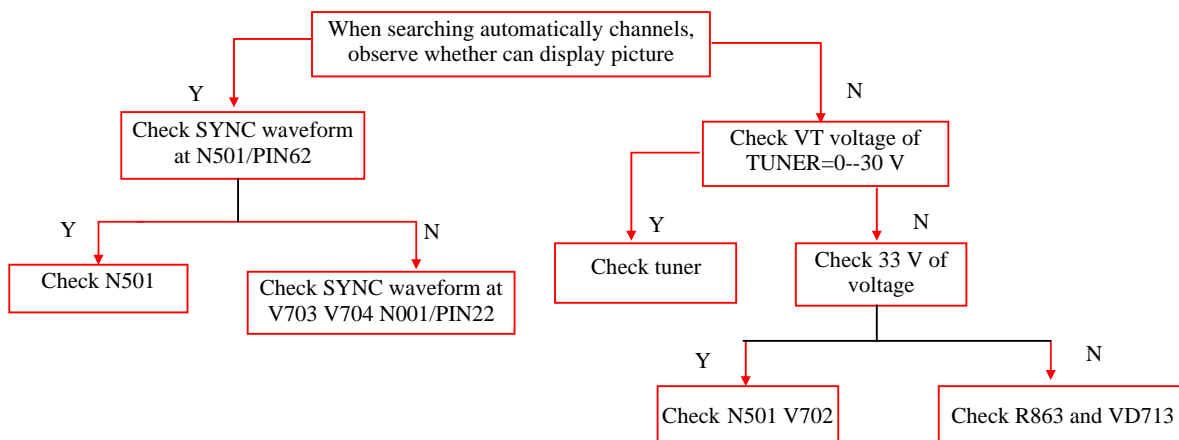 When searching automatically channels,
observe whether can display picture
Y
N
Check SYNC waveform
at N501/PIN62
Check VT voltage of
TUNER=0--30 V
Y
N
Y
N
Check N501
Check SYNC waveform at
V703 V704 N001/PIN22
Check tuner
Check 33 V of
voltage
Y
N
Check N501 V702
Check R863 and VD713